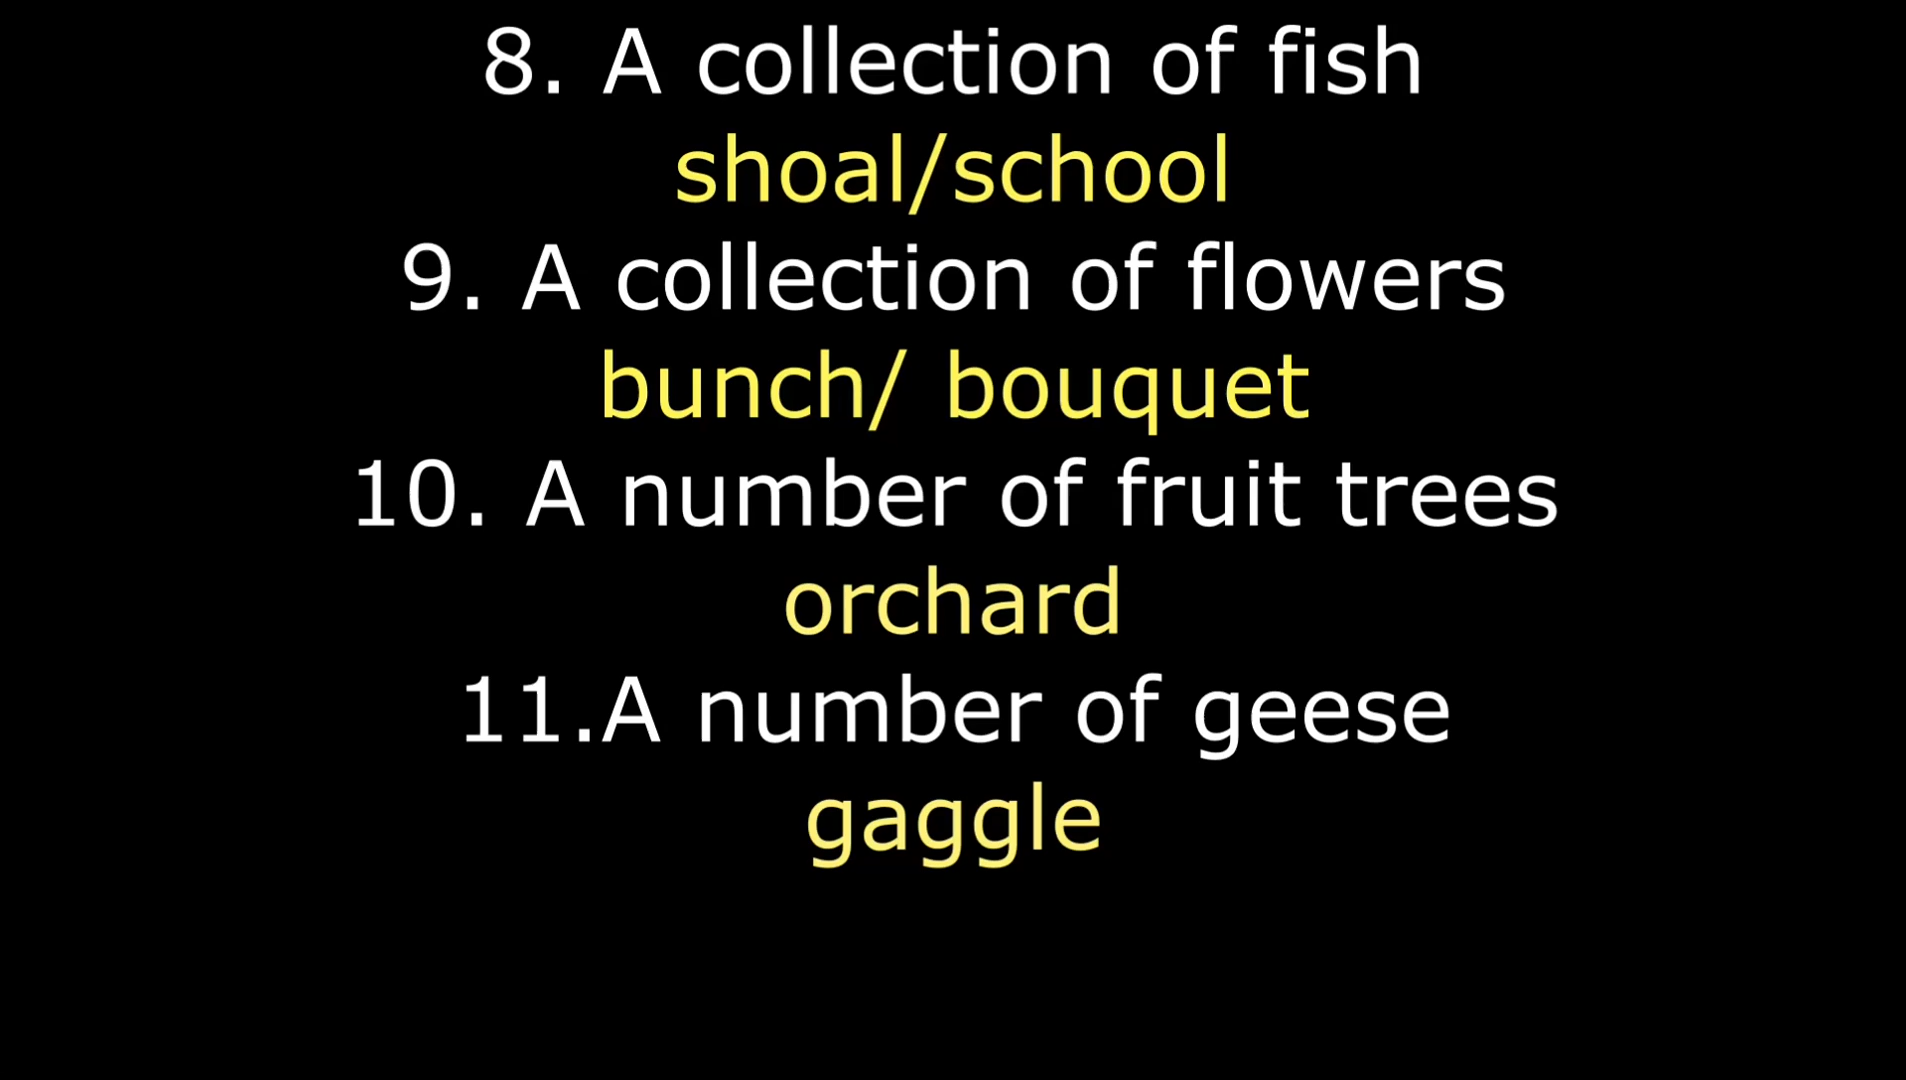 8. A collection of fish
shoal/school
9. A collection of flowers
bunch/ bouquet
10. A number of fruit trees
orchard
11.A number of geese
gaggle